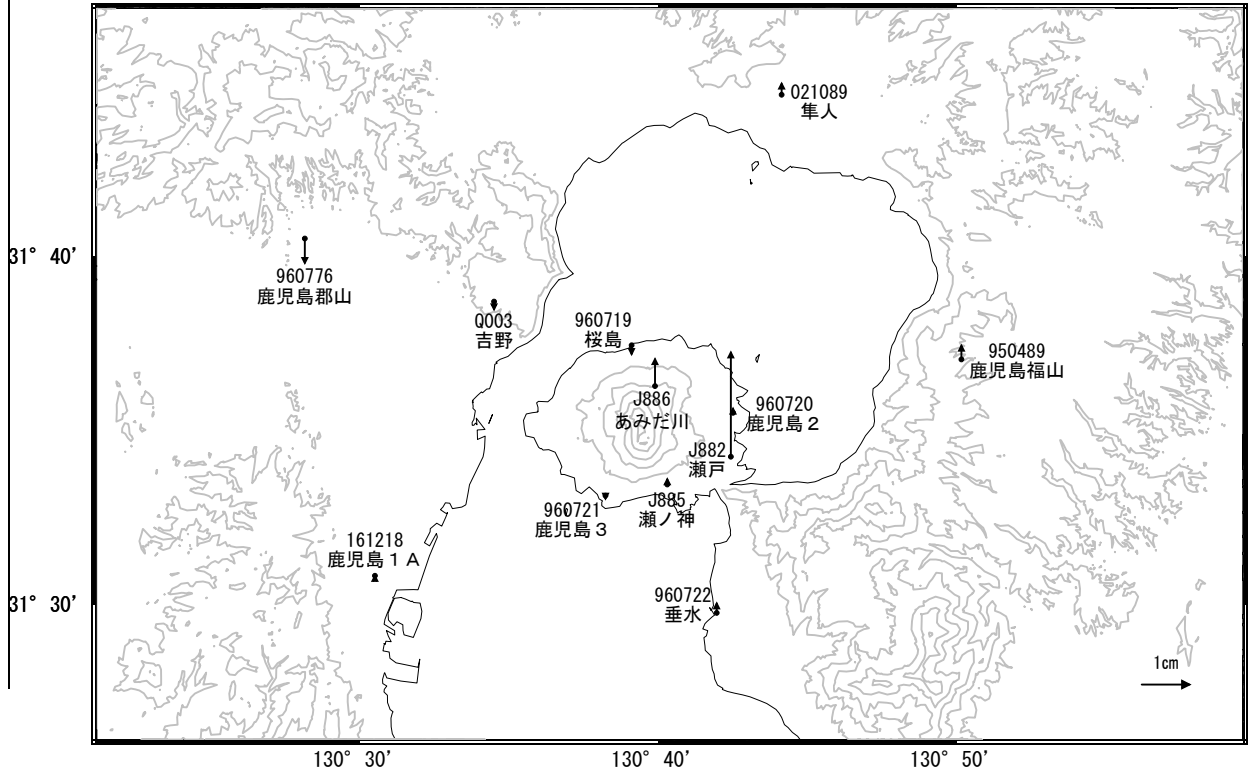 021089
隼人
31° 40'
960776
鹿児島郡山
Q003
吉野
960719
桜島
950489
鹿児島福山
J886
あみだ川
960720
鹿児島2
J882
瀬戸
960721
鹿児島3
J885
瀬ノ神
161218
鹿児島1A
31° 30'
960722
垂水
1cm
130° 30'
130° 40'
130° 50'